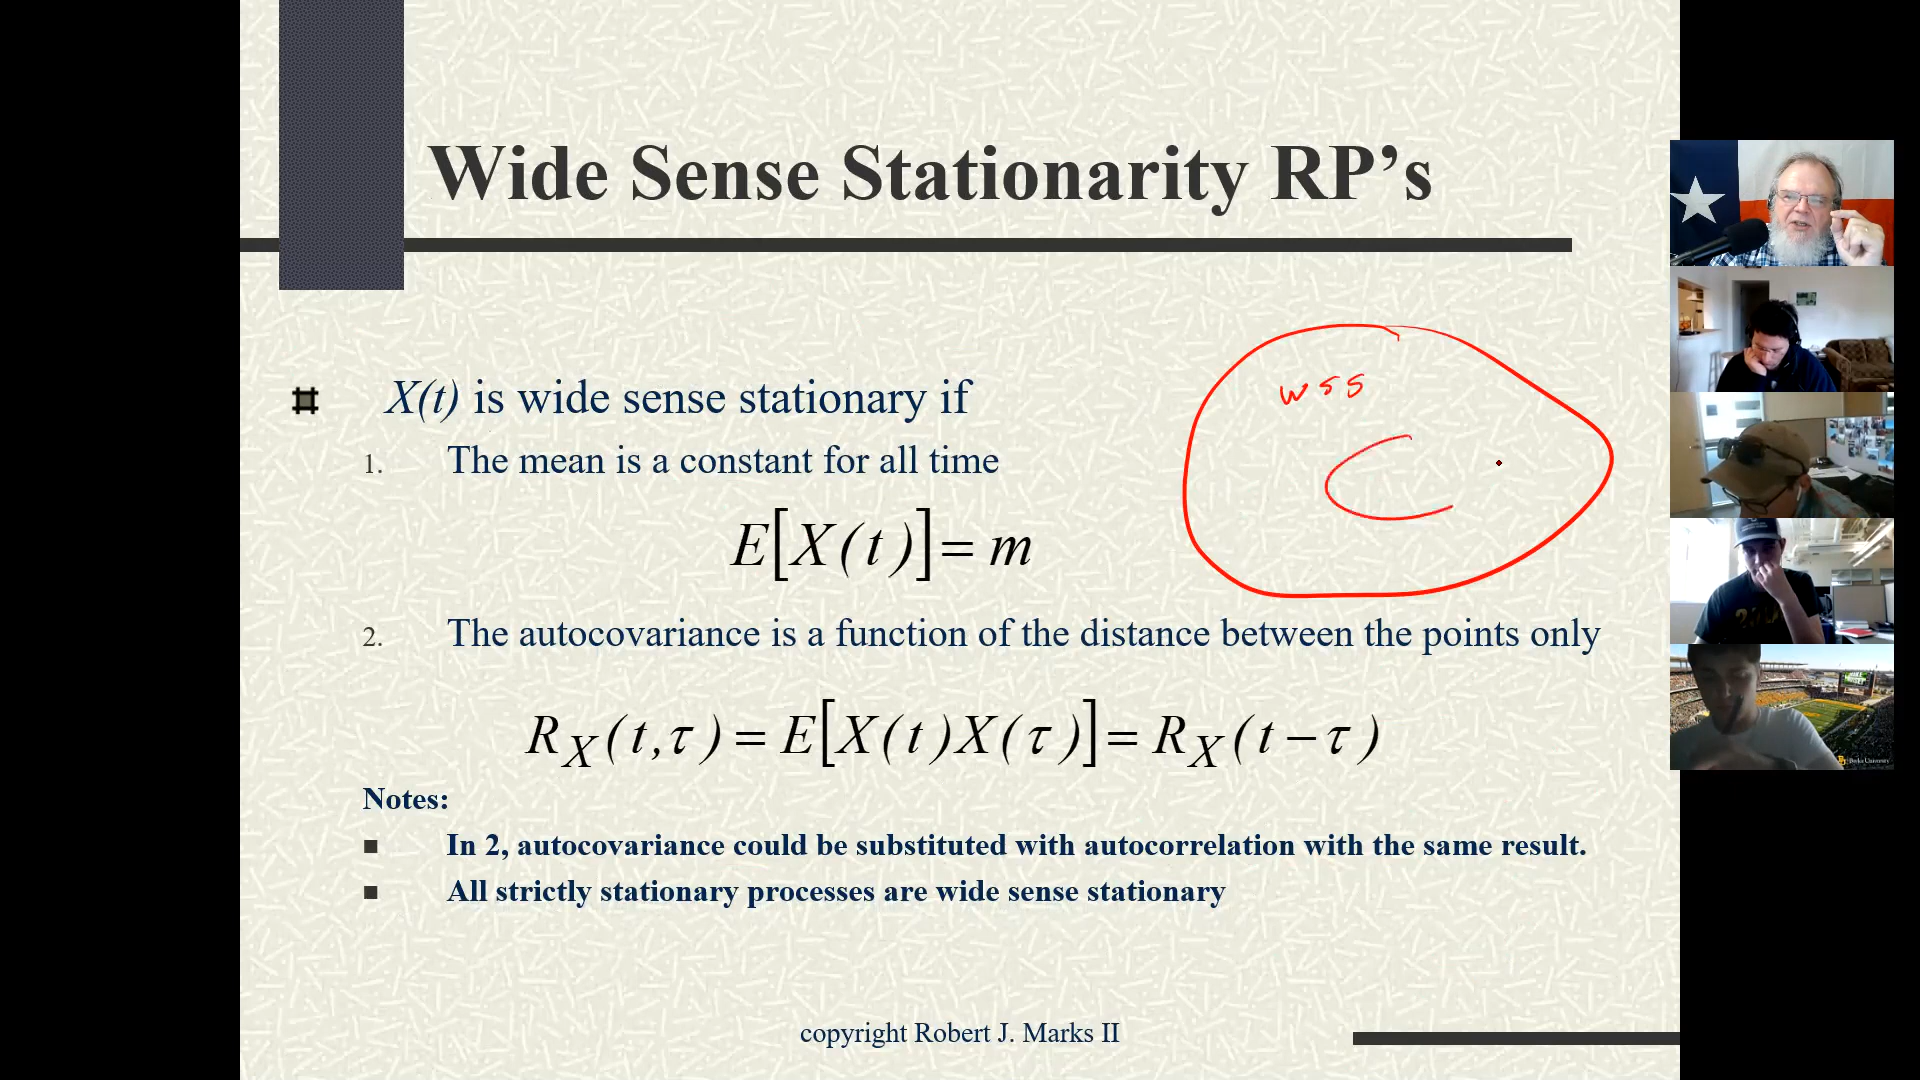 Wide Sense Stationarity RP's
X(t) is wide sense stationary if
1. The mean is a constant for all time
E[X(t)]=m
wss
2. The autocovariance is a function of the distance between the points only
R_X(t,τ)=E[X(t)X(τ)]=R_X(t−τ)
Notes:
■ In 2, autocovariance could be substituted with autocorrelation with the same result.
■ All strictly stationary processes are wide sense stationary
copyright Robert J. Marks II